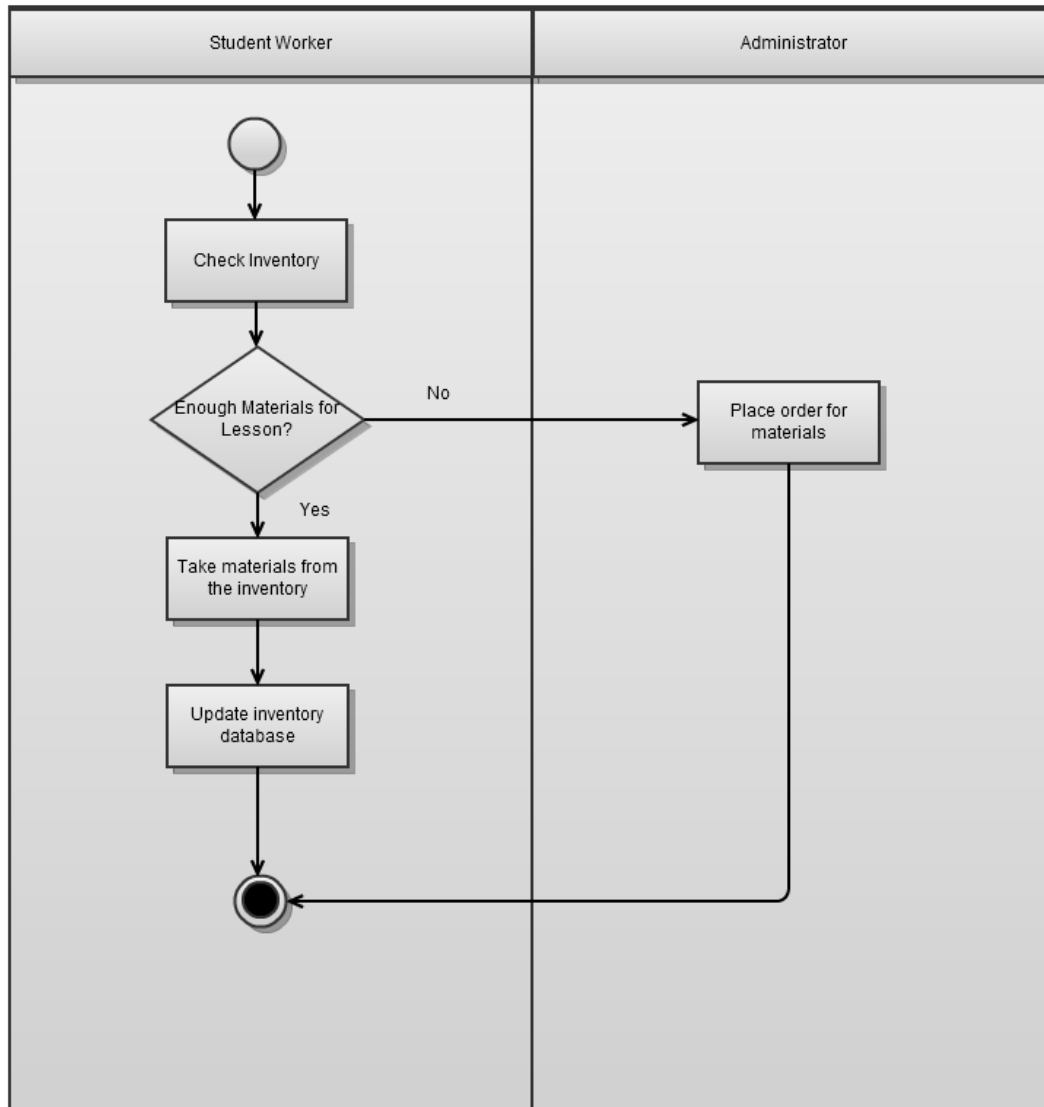 Student Worker
Administrator
Check Inventory
Enough Materials for
Lesson?
No
Place order for
materials
Yes
Take materials from
the inventory
Update inventory
database